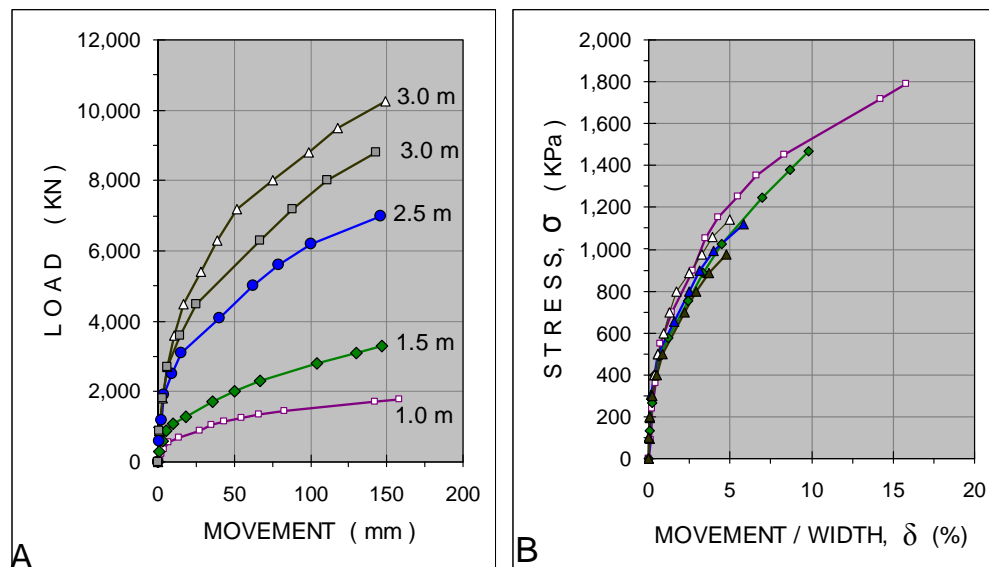 LOAD ( KN )
12,000
10,000
8,000
6,000
4,000
2,000
0
3.0 m
3.0 m
2.5 m
1.5 m
1.0 m
0 50 100 150 200
MOVEMENT ( mm )
A
STRESS, σ ( KPa )
2,000
1,800
1,600
1,400
1,200
1,000
800
600
400
200
0
0 5 10 15 20
MOVEMENT / WIDTH, δ (%)
B